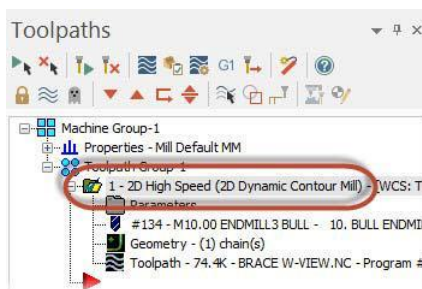 Toolpaths
G1
Machine Group-1
Properties - Mill Default MM
Toolpath Group-1
1 - 2D High Speed (2D Dynamic Contour Mill) - [WCS: T
Parameters
#134 - M10.00 ENDMILL3 BULL - 10. BULL ENDMI
Geometry - (1) chain(s)
Toolpath - 74.4K - BRACE W-VIEW.NC - Program #